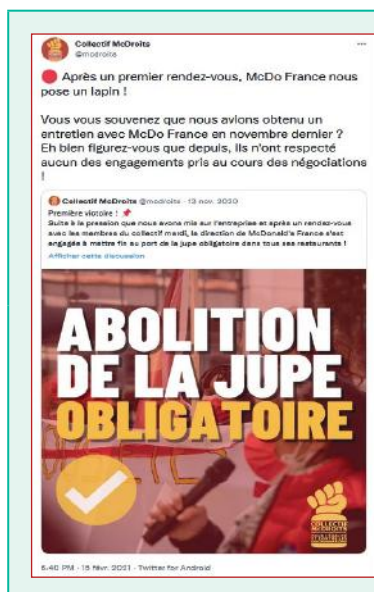 Collectif McDroits
@mcdroits
🔴 Après un premier rendez-vous, McDo France nous
pose un lapin !
Vous vous souvenez que nous avions obtenu un
entretien avec McDo France en novembre dernier ?
Eh bien figurez-vous que depuis, ils n'ont respecté
aucun des engagements pris au cours des négociations
!
Collectif McDroits @mcdroits · 13 nov. 2020
Première victoire ! 📌
Suite à la pression que nous avons mis sur l'entreprise et après un rendez-vous
avec les membres du collectif mardi, la direction de McDonald's France s'est
engagée à mettre fin au port de la jupe obligatoire dans tous ses restaurants !
Afficher cette discussion
ABOLITION
DE LA JUPE
OBLIGATOIRE
COLLECTIF
MCDROITS
5:40 PM · 15 févr. 2021 · Twitter for Android